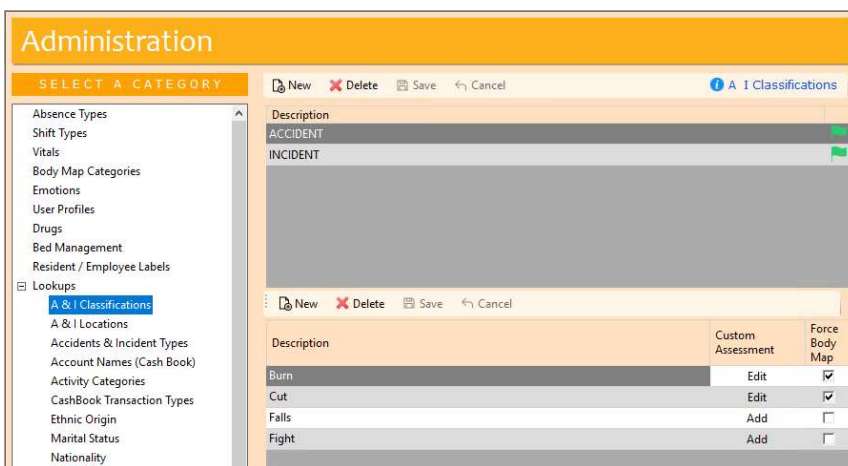 Administration
SELECT A CATEGORY
Absence Types
Shift Types
Vitals
Body Map Categories
Emotions
User Profiles
Drugs
Bed Management
Resident / Employee Labels
Lookups
A & I Classifications
A & I Locations
Accidents & Incident Types
Account Names (Cash Book)
Activity Categories
CashBook Transaction Types
Ethnic Origin
Marital Status
Nationality
New Delete Save Cancel A I Classifications
Description
ACCIDENT
INCIDENT
New Delete Save Cancel
Description Custom Assessment Force Body Map
Burn Edit
Cut Edit
Falls Add
Fight Add